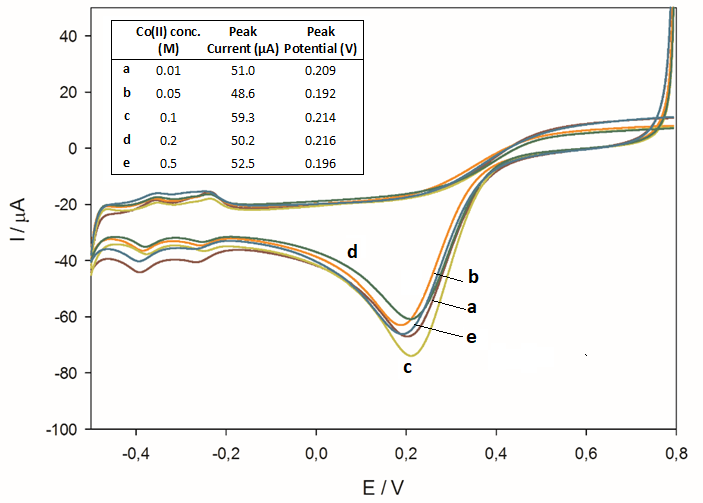 Co(II) conc. (M) Peak Current (µA) Peak Potential (V)
a 0.01 51.0 0.209
b 0.05 48.6 0.192
c 0.1 59.3 0.214
d 0.2 50.2 0.216
e 0.5 52.5 0.196
40
20
0
-20
-40
-60
-80
-100
I / µA
d
b
a
e
c
-0,4 -0,2 0,0 0,2 0,4 0,6 0,8
E / V